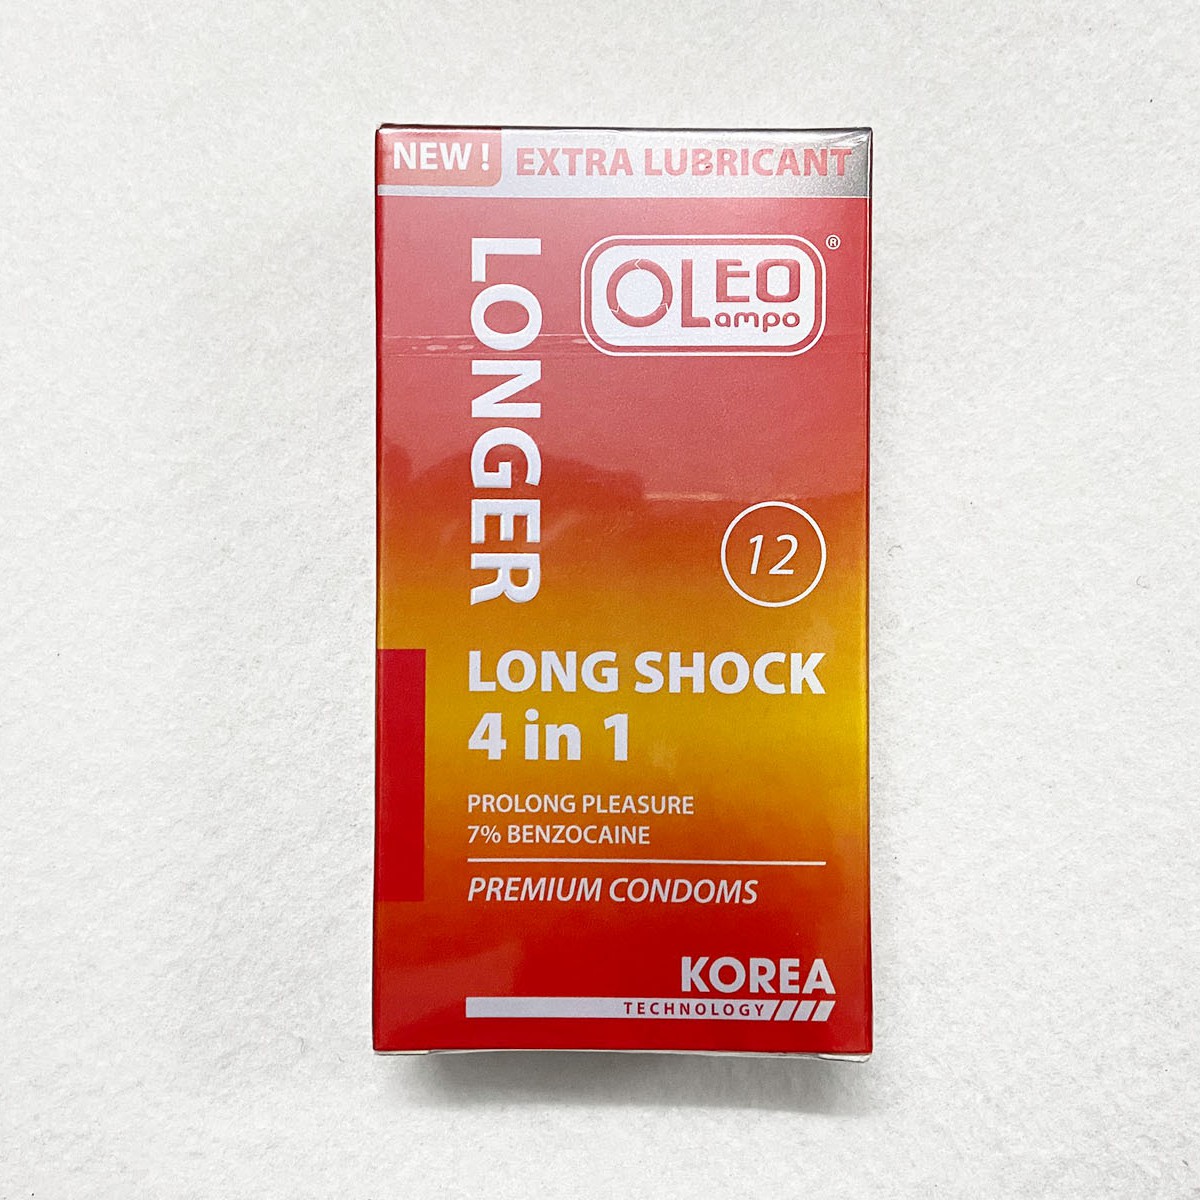 NEW !
EXTRA LUBRICANT
LONGER
OLEO
ampo
®
12
LONG SHOCK
4 in 1
PROLONG PLEASURE
7% BENZOCAINE
PREMIUM CONDOMS
KOREA
TECHNOLOGY